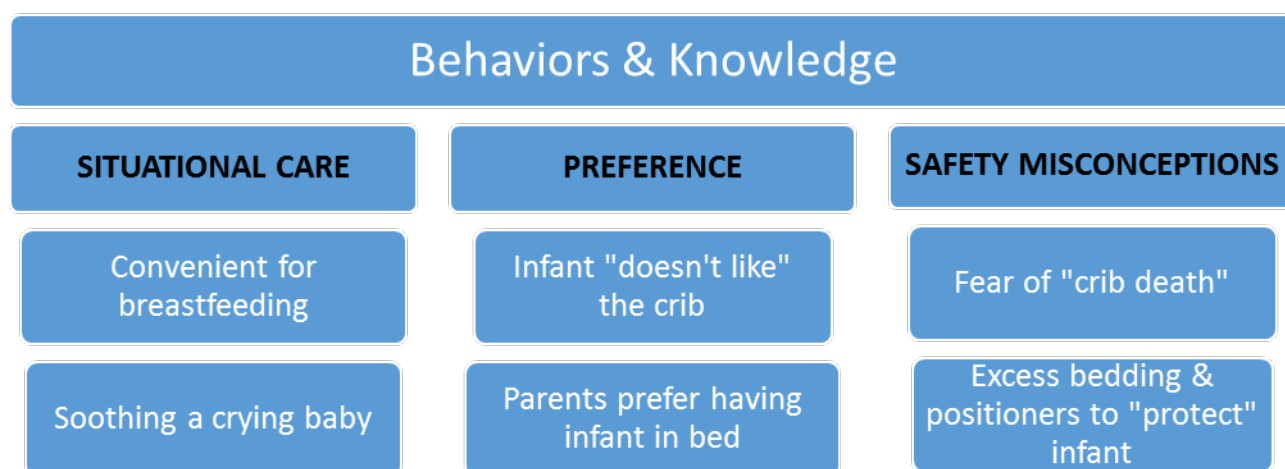 Behaviors & Knowledge
SITUATIONAL CARE
PREFERENCE
SAFETY MISCONCEPTIONS
Convenient for
breastfeeding
Infant "doesn't like"
the crib
Fear of "crib death"
Soothing a crying baby
Parents prefer having
infant in bed
Excess bedding &
positioners to "protect"
infant